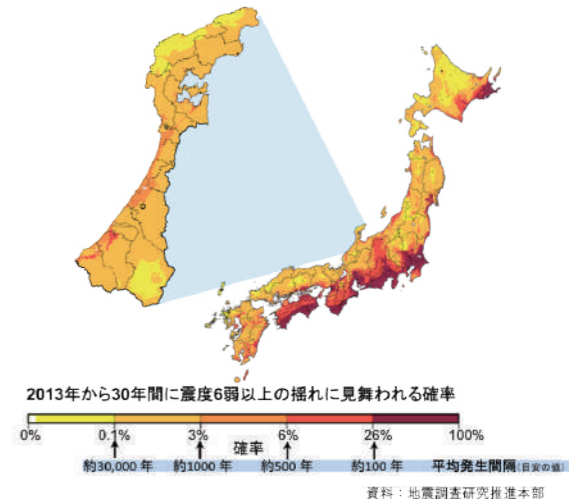 2013年から30年間に震度6弱以上の揺れに見舞われる確率
0% 0.1% 3% 6% 26% 100%
確率
約30,000 年 約1000 年 約500 年 約100 年 平均発生間隔(目安の値)
資料：地震調査研究推進本部